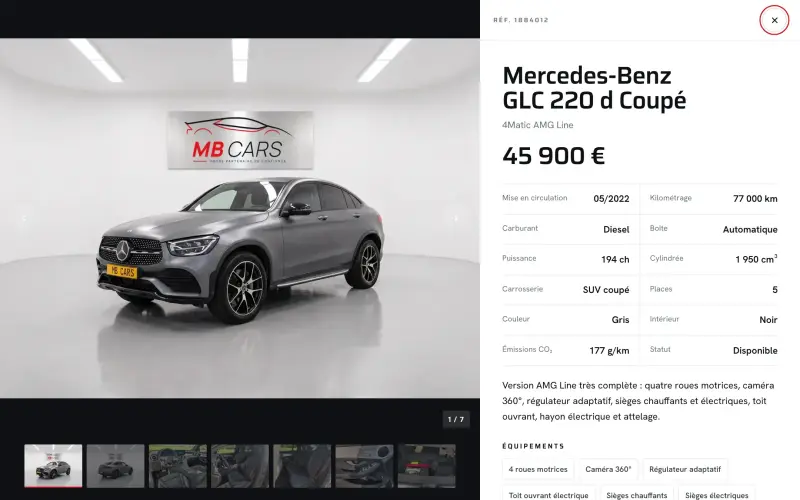 MB CARS
VOTRE PARTENAIRE DE CONFIANCE
MB CARS
1 / 7
RÉF. 1884012
×
Mercedes-Benz
GLC 220 d Coupé
4Matic AMG Line
45 900 €
Mise en circulation 05/2022 Kilométrage 77 000 km
Carburant Diesel Boîte Automatique
Puissance 194 ch Cylindrée 1 950 cm³
Carrosserie SUV coupé Places 5
Couleur Gris Intérieur Noir
Émissions CO₂ 177 g/km Statut Disponible
Version AMG Line très complète : quatre roues motrices, caméra
360°, régulateur adaptatif, sièges chauffants et électriques, toit
ouvrant, hayon électrique et attelage.
ÉQUIPEMENTS
4 roues motrices Caméra 360° Régulateur adaptatif
Toit ouvrant électrique Sièges chauffants Sièges électriques